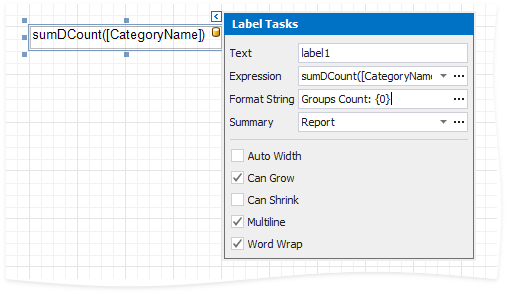 sumDCount([CategoryName])
Label Tasks
Text label1
Expression sumDCount([CategoryName
Format String Groups Count: {0}
Summary Report
Auto Width
Can Grow
Can Shrink
Multiline
Word Wrap